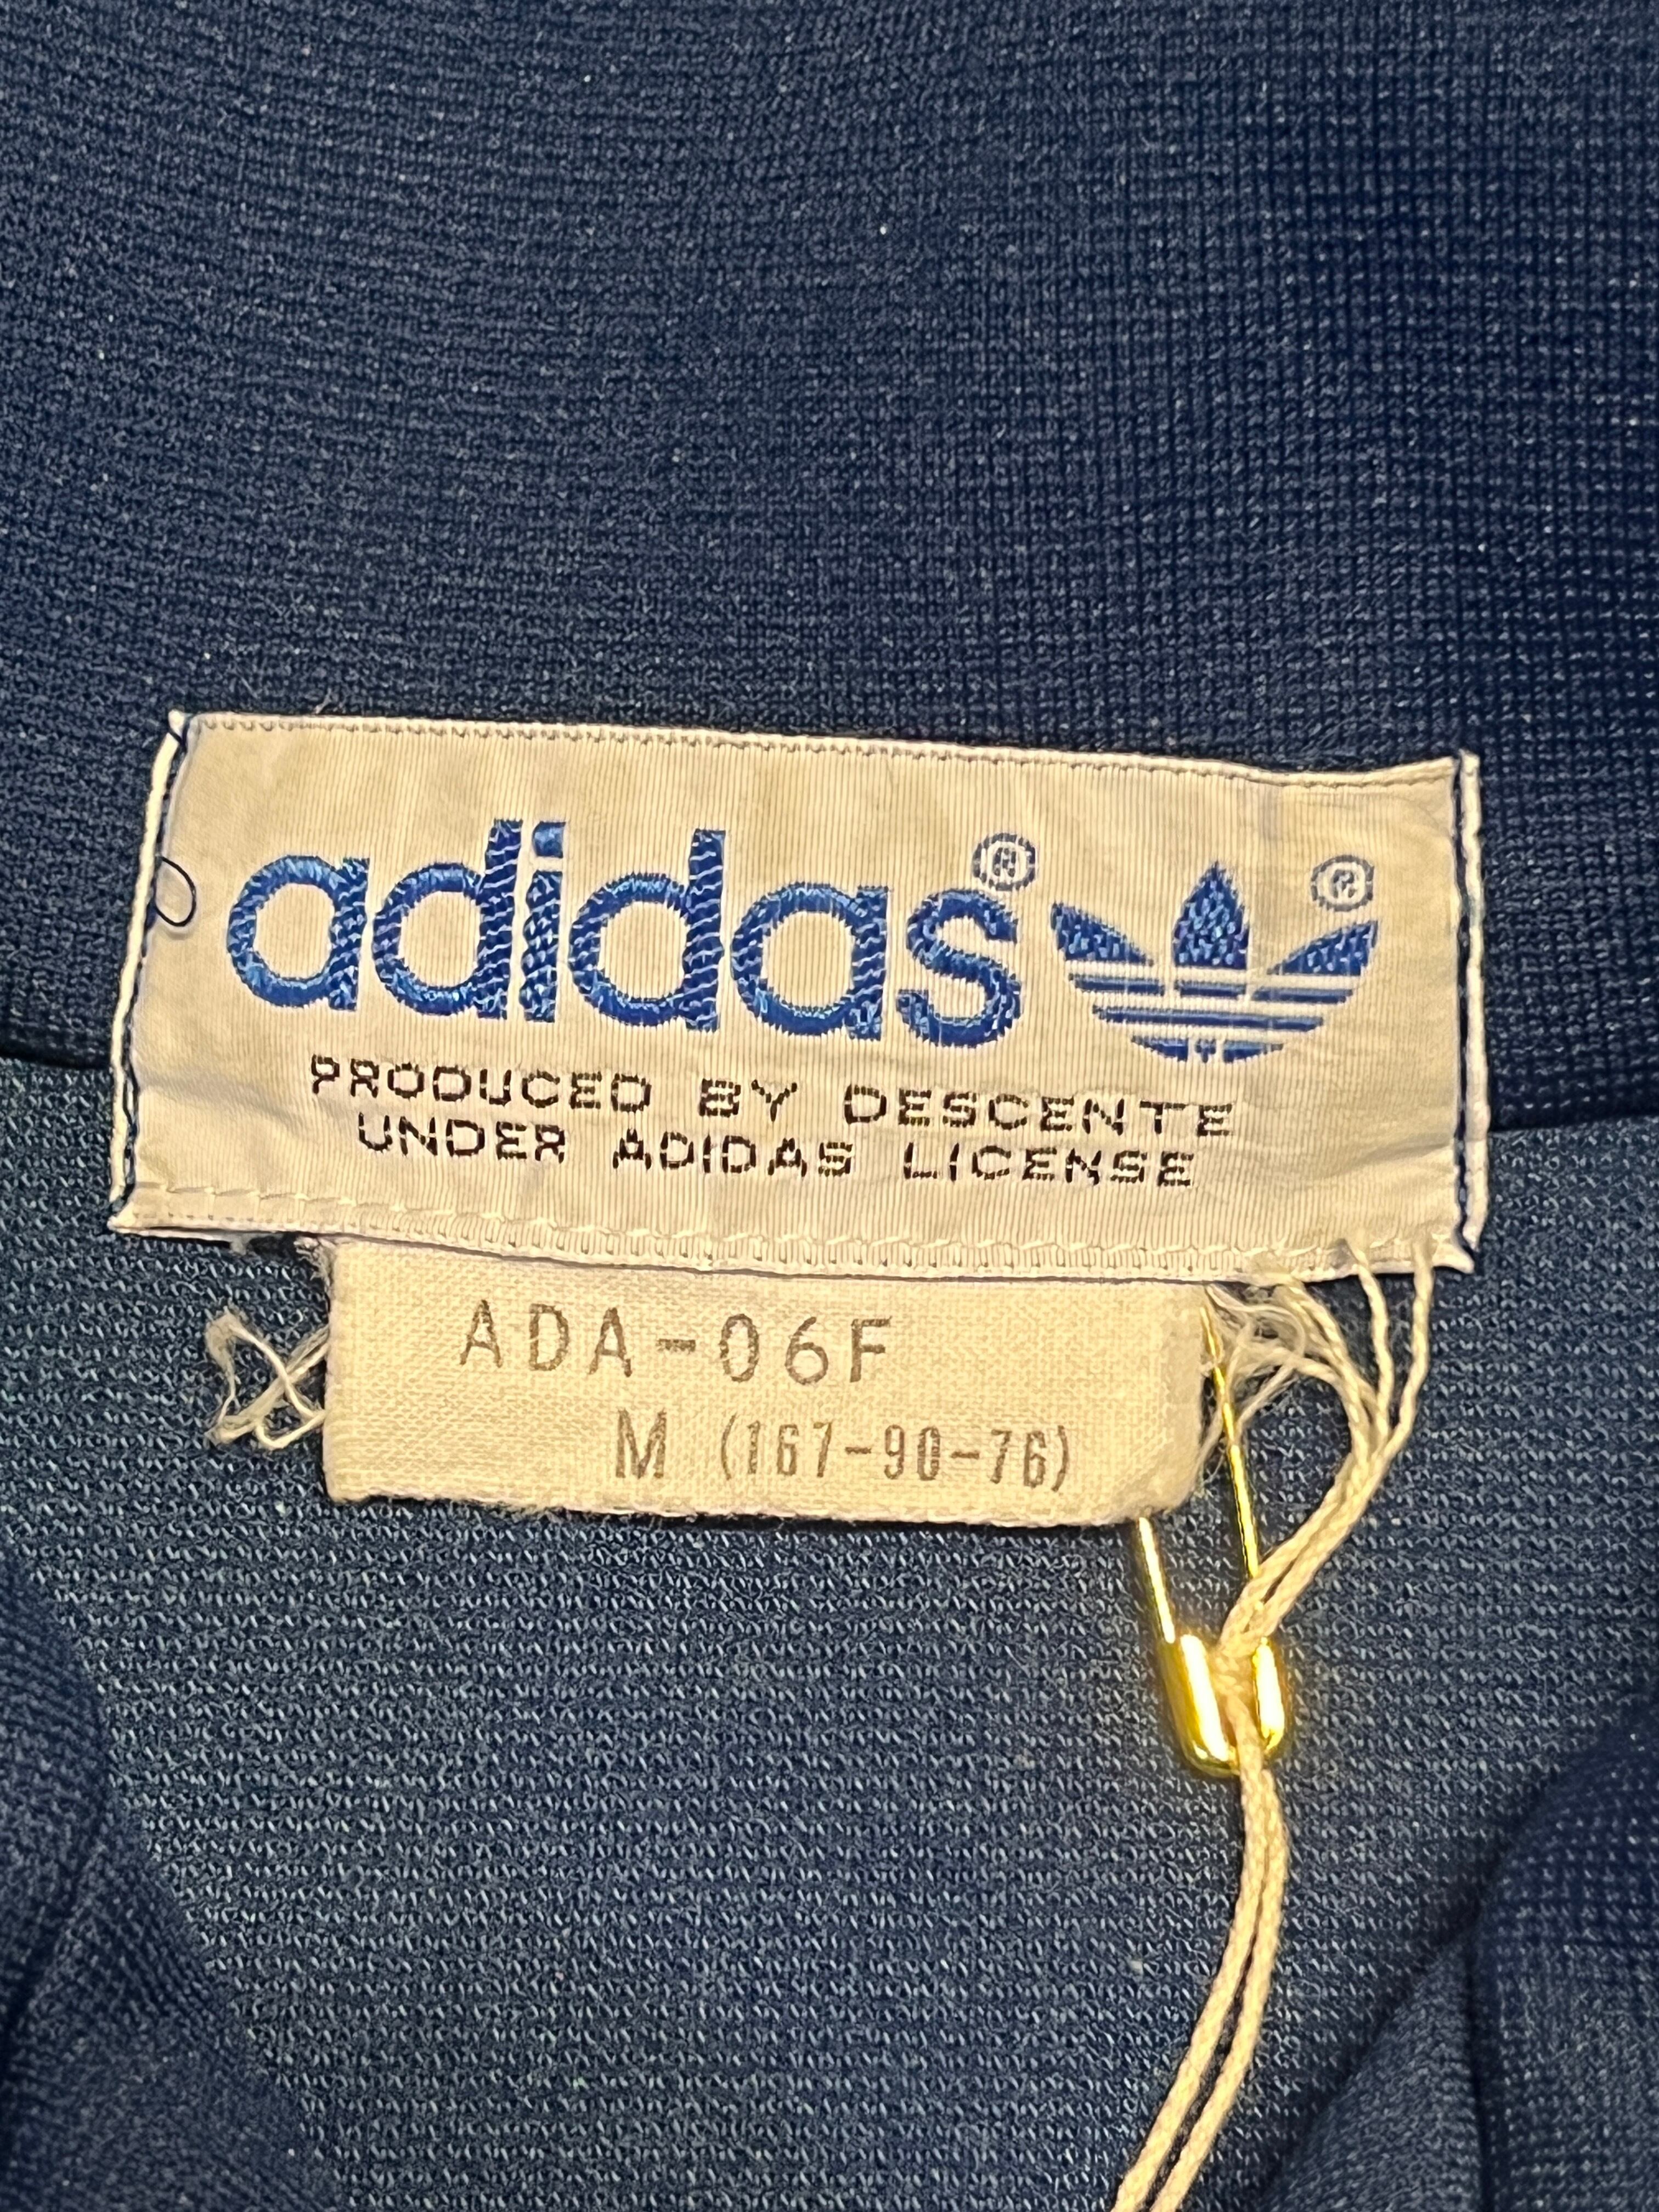 adidas® ®
PRODUCED BY DESCENTE
UNDER ADIDAS LICENSE
ADA-06F
M (167-90-76)